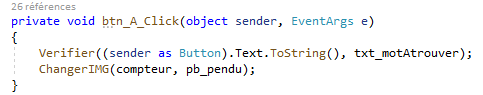 26 références
private void btn_A_Click(object sender, EventArgs e)
{
Verifier((sender as Button).Text.ToString(), txt_motAtrouver);
ChangerIMG(compteur, pb_pendu);
}